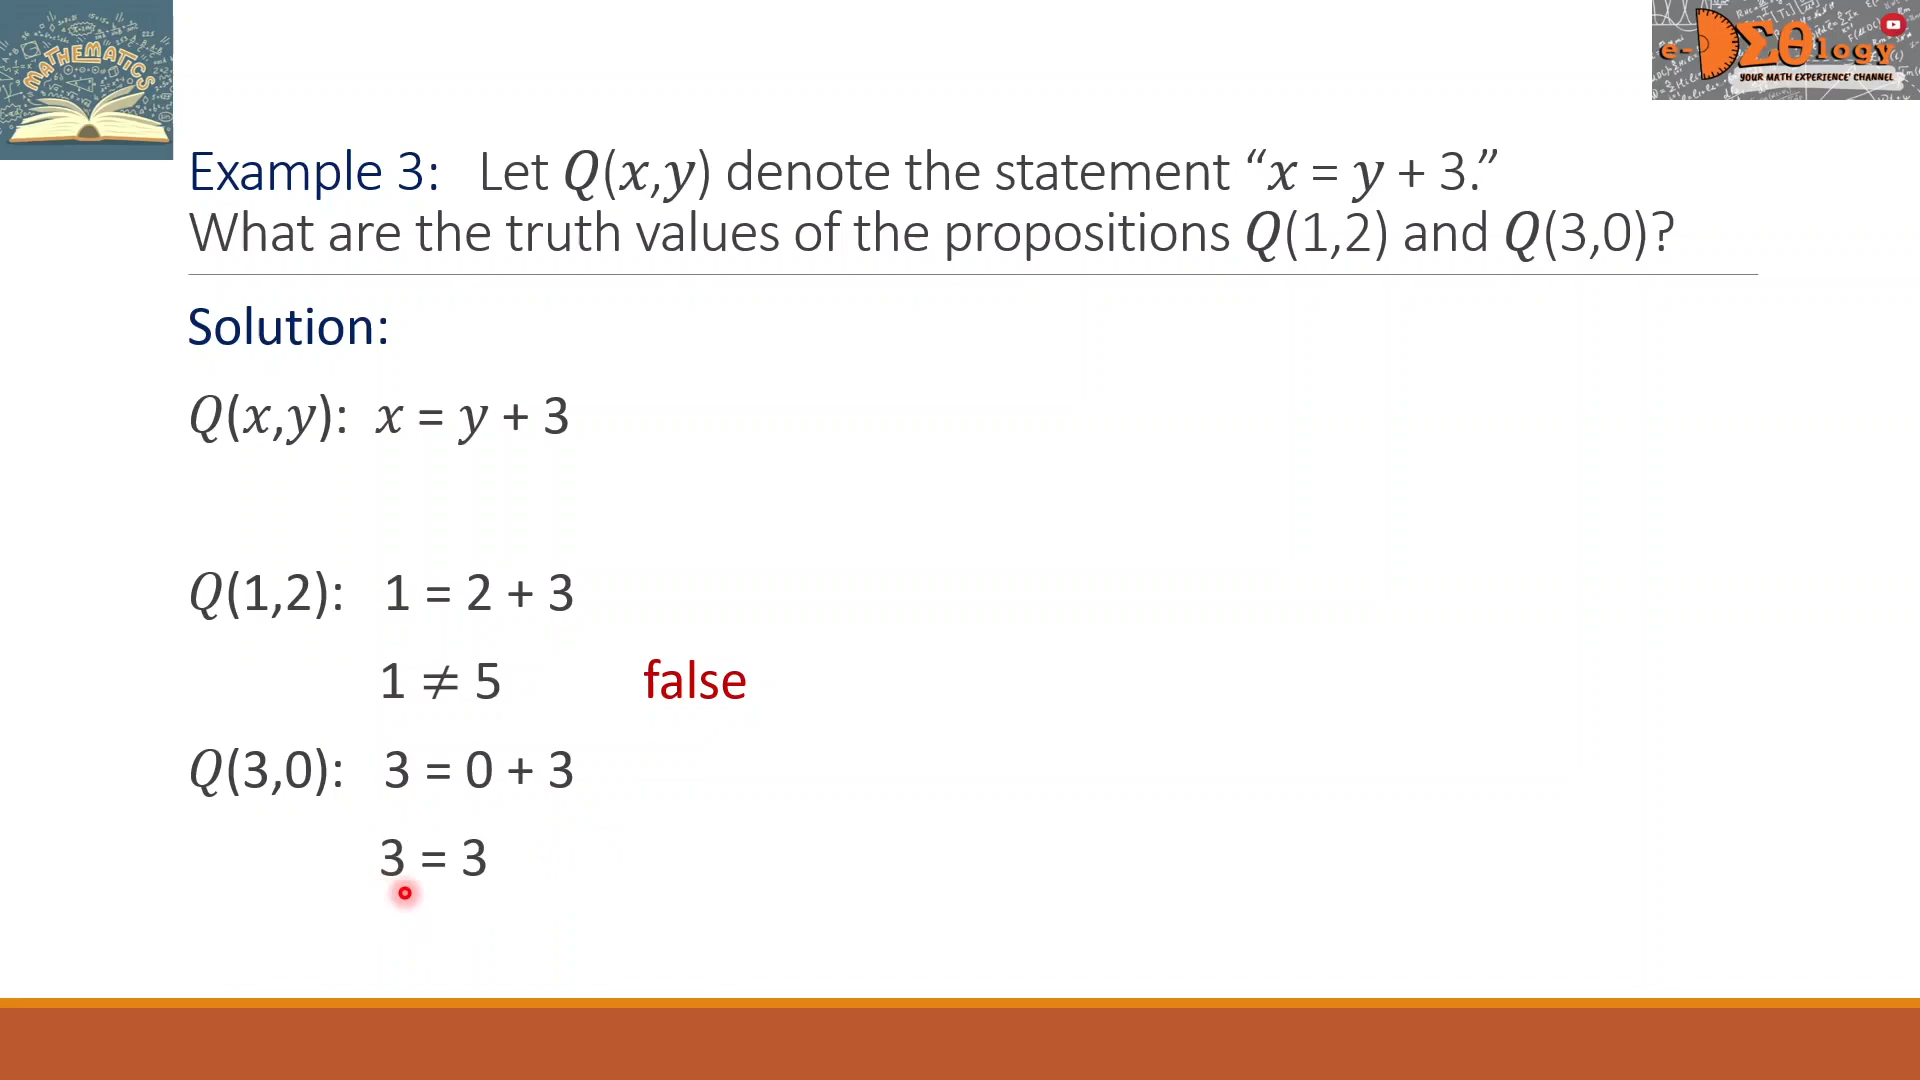 MATHEMATICS
e-DΣθlogy
YOUR MATH EXPERIENCE' CHANNEL
Example 3: Let Q(x,y) denote the statement “x = y + 3.”
What are the truth values of the propositions Q(1,2) and Q(3,0)?
Solution:
Q(x,y): x = y + 3
Q(1,2): 1 = 2 + 3
1 ≠ 5 false
Q(3,0): 3 = 0 + 3
3 = 3